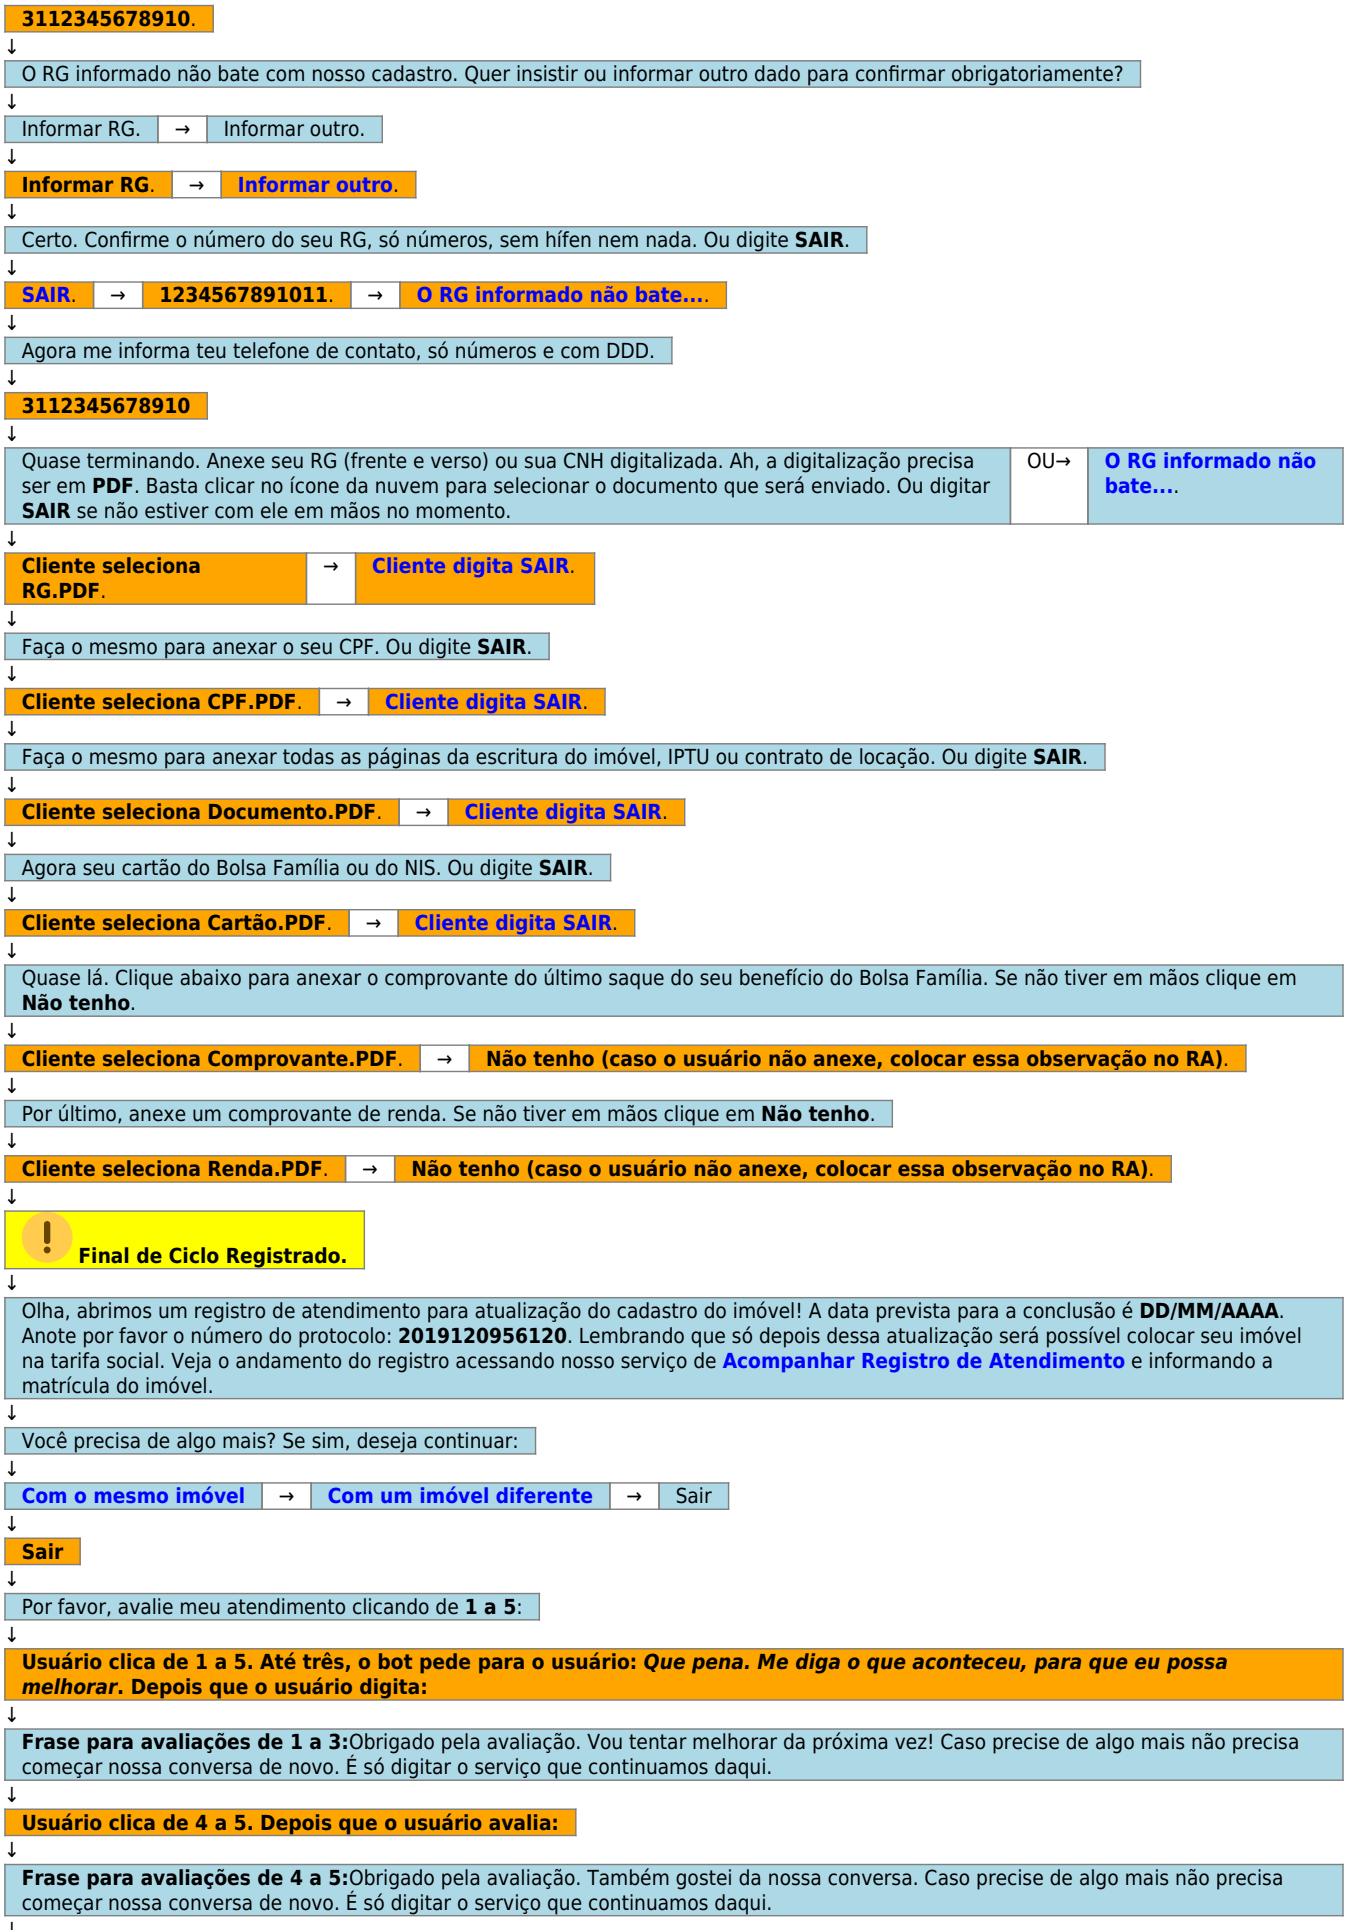 3112345678910.
↓
O RG informado não bate com nosso cadastro. Quer insistir ou informar outro dado para confirmar obrigatoriamente?
↓
Informar RG. → Informar outro.
↓
Informar RG. → Informar outro.
↓
Certo. Confirme o número do seu RG, só números, sem hífen nem nada. Ou digite SAIR.
↓
SAIR. → 1234567891011. → O RG informado não bate....
↓
Agora me informa teu telefone de contato, só números e com DDD.
↓
3112345678910
↓
Quase terminando. Anexe seu RG (frente e verso) ou sua CNH digitalizada. Ah, a digitalização precisa
ser em PDF. Basta clicar no ícone da nuvem para selecionar o documento que será enviado. Ou digitar
SAIR se não estiver com ele em mãos no momento.
OU→
O RG informado não
bate....
↓
Cliente seleciona
RG.PDF.
→
Cliente digita SAIR.
↓
Faça o mesmo para anexar o seu CPF. Ou digite SAIR.
↓
Cliente seleciona CPF.PDF. → Cliente digita SAIR.
↓
Faça o mesmo para anexar todas as páginas da escritura do imóvel, IPTU ou contrato de locação. Ou digite SAIR.
↓
Cliente seleciona Documento.PDF. → Cliente digita SAIR.
↓
Agora seu cartão do Bolsa Família ou do NIS. Ou digite SAIR.
↓
Cliente seleciona Cartão.PDF. → Cliente digita SAIR.
↓
Quase lá. Clique abaixo para anexar o comprovante do último saque do seu benefício do Bolsa Família. Se não tiver em mãos clique em
Não tenho.
↓
Cliente seleciona Comprovante.PDF. → Não tenho (caso o usuário não anexe, colocar essa observação no RA).
↓
Por último, anexe um comprovante de renda. Se não tiver em mãos clique em Não tenho.
↓
Cliente seleciona Renda.PDF. → Não tenho (caso o usuário não anexe, colocar essa observação no RA).
↓
Final de Ciclo Registrado.
↓
Olha, abrimos um registro de atendimento para atualização do cadastro do imóvel! A data prevista para a conclusão é DD/MM/AAAA.
Anote por favor o número do protocolo: 2019120956120. Lembrando que só depois dessa atualização será possível colocar seu imóvel
na tarifa social. Veja o andamento do registro acessando nosso serviço de Acompanhar Registro de Atendimento e informando a
matrícula do imóvel.
↓
Você precisa de algo mais? Se sim, deseja continuar:
↓
Com o mesmo imóvel → Com um imóvel diferente → Sair
↓
Sair
↓
Por favor, avalie meu atendimento clicando de 1 a 5:
↓
Usuário clica de 1 a 5. Até três, o bot pede para o usuário: Que pena. Me diga o que aconteceu, para que eu possa
melhorar. Depois que o usuário digita:
↓
Frase para avaliações de 1 a 3:Obrigado pela avaliação. Vou tentar melhorar da próxima vez! Caso precise de algo mais não precisa
começar nossa conversa de novo. É só digitar o serviço que continuamos daqui.
↓
Usuário clica de 4 a 5. Depois que o usuário avalia:
↓
Frase para avaliações de 4 a 5:Obrigado pela avaliação. Também gostei da nossa conversa. Caso precise de algo mais não precisa
começar nossa conversa de novo. É só digitar o serviço que continuamos daqui.
↓